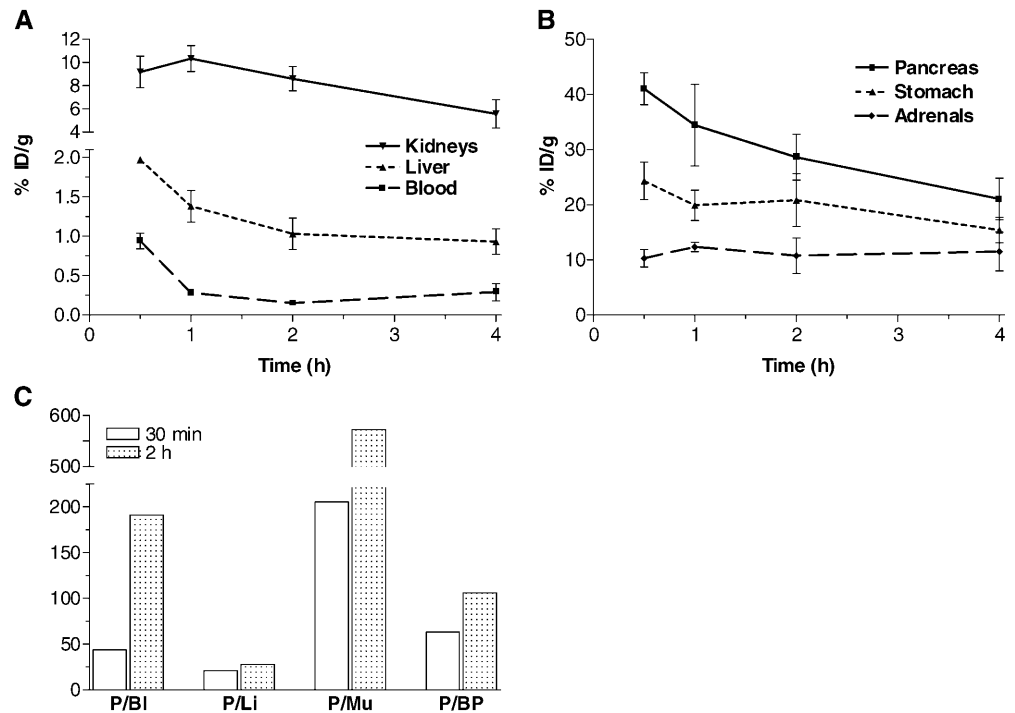 A
% ID/g
12
10
8
6
4
2.0
1.5
1.0
0.5
0.0
Kidneys
Liver
Blood
0 1 2 3 4
Time (h)
B
% ID/g
50
40
30
20
10
0
Pancreas
Stomach
Adrenals
0 1 2 3 4
Time (h)
C
600
500
200
150
100
50
0
30 min
2 h
P/Bl P/Li P/Mu P/BP